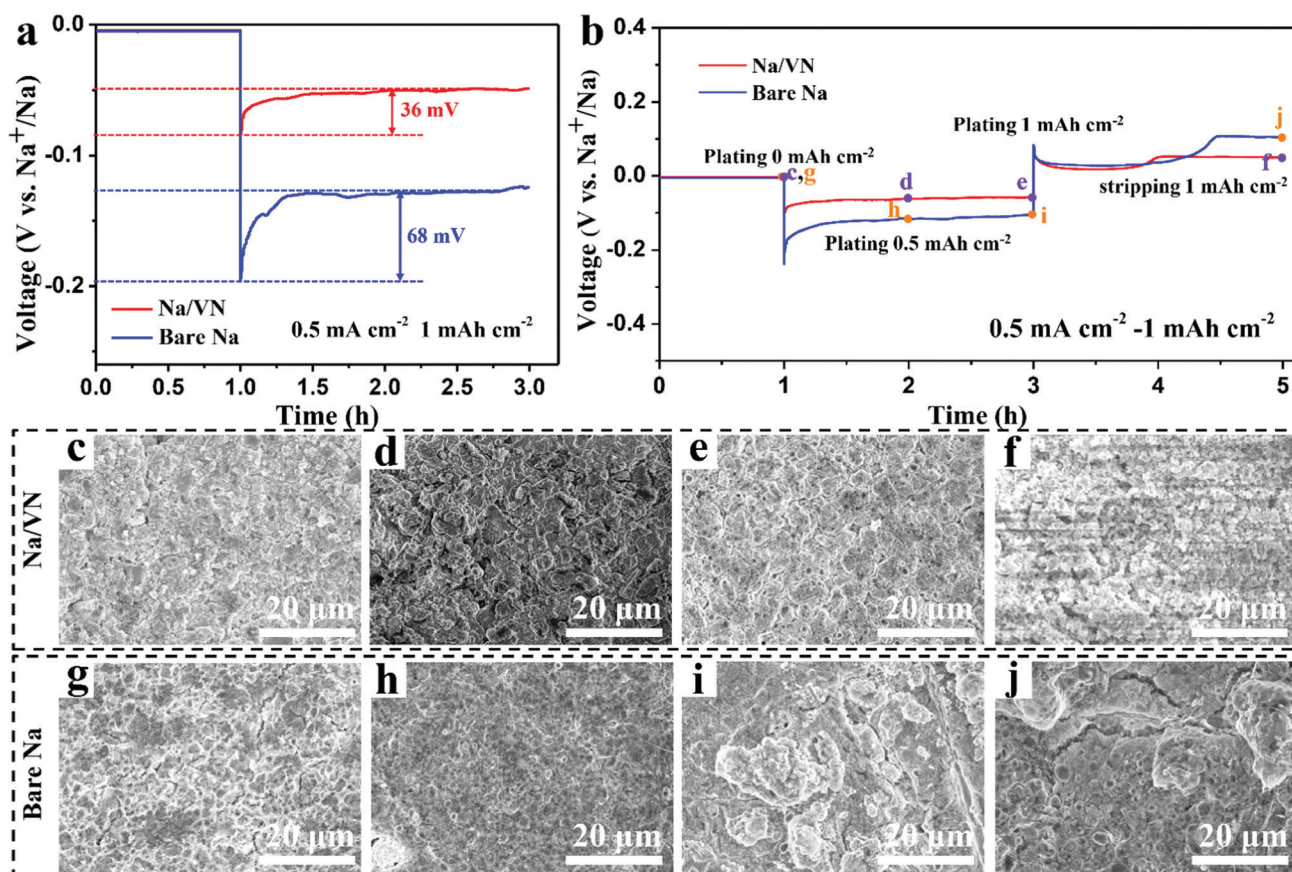 a
0.0
-0.1
-0.2
Voltage (V vs. Na⁺/Na)
36 mV
68 mV
Na/VN
Bare Na
0.5 mA cm⁻² 1 mAh cm⁻²
0.0 0.5 1.0 1.5 2.0 2.5 3.0
Time (h)
b
0.4
0.2
0.0
-0.2
-0.4
Voltage (V vs. Na⁺/Na)
Na/VN
Bare Na
Plating 1 mAh cm⁻²
j
Plating 0 mAh cm⁻²
c,g
d
e
f
stripping 1 mAh cm⁻²
h
i
Plating 0.5 mAh cm⁻²
0.5 mA cm⁻² -1 mAh cm⁻²
0 1 2 3 4 5
Time (h)
Na/VN
c
20 μm
d
20 μm
e
20 μm
f
20 μm
Bare Na
g
20 μm
h
20 μm
i
20 μm
j
20 μm